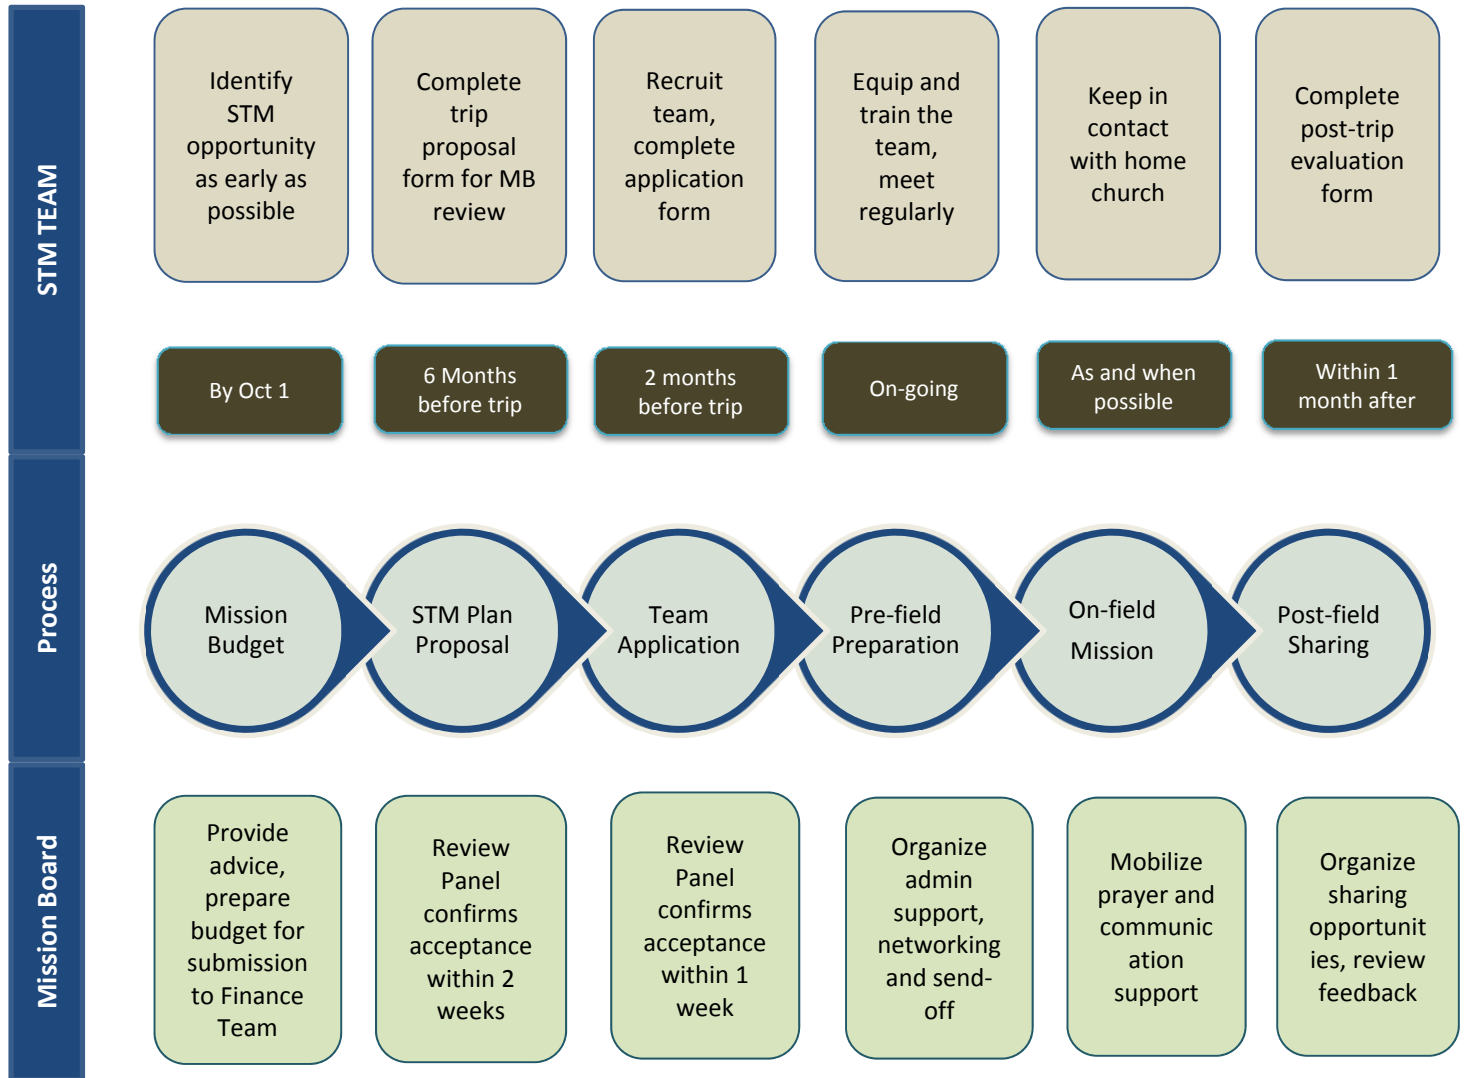 STM TEAM
Identify
STM
opportunity
as early as
possible
Complete
trip
proposal
form for MB
review
Recruit
team,
complete
application
form
Equip and
train the
team,
meet
regularly
Keep in
contact
with home
church
Complete
post-trip
evaluation
form
By Oct 1
6 Months
before trip
2 months
before trip
On-going
As and when
possible
Within 1
month after
Process
Mission
Budget
STM Plan
Proposal
Team
Application
Pre-field
Preparation
On-field
Mission
Post-field
Sharing
Mission Board
Provide
advice,
prepare
budget for
submission
to Finance
Team
Review
Panel
confirms
acceptance
within 2
weeks
Review
Panel
confirms
acceptance
within 1
week
Organize
admin
support,
networking
and send-
off
Mobilize
prayer and
communic
ation
support
Organize
sharing
opportunit
ies, review
feedback